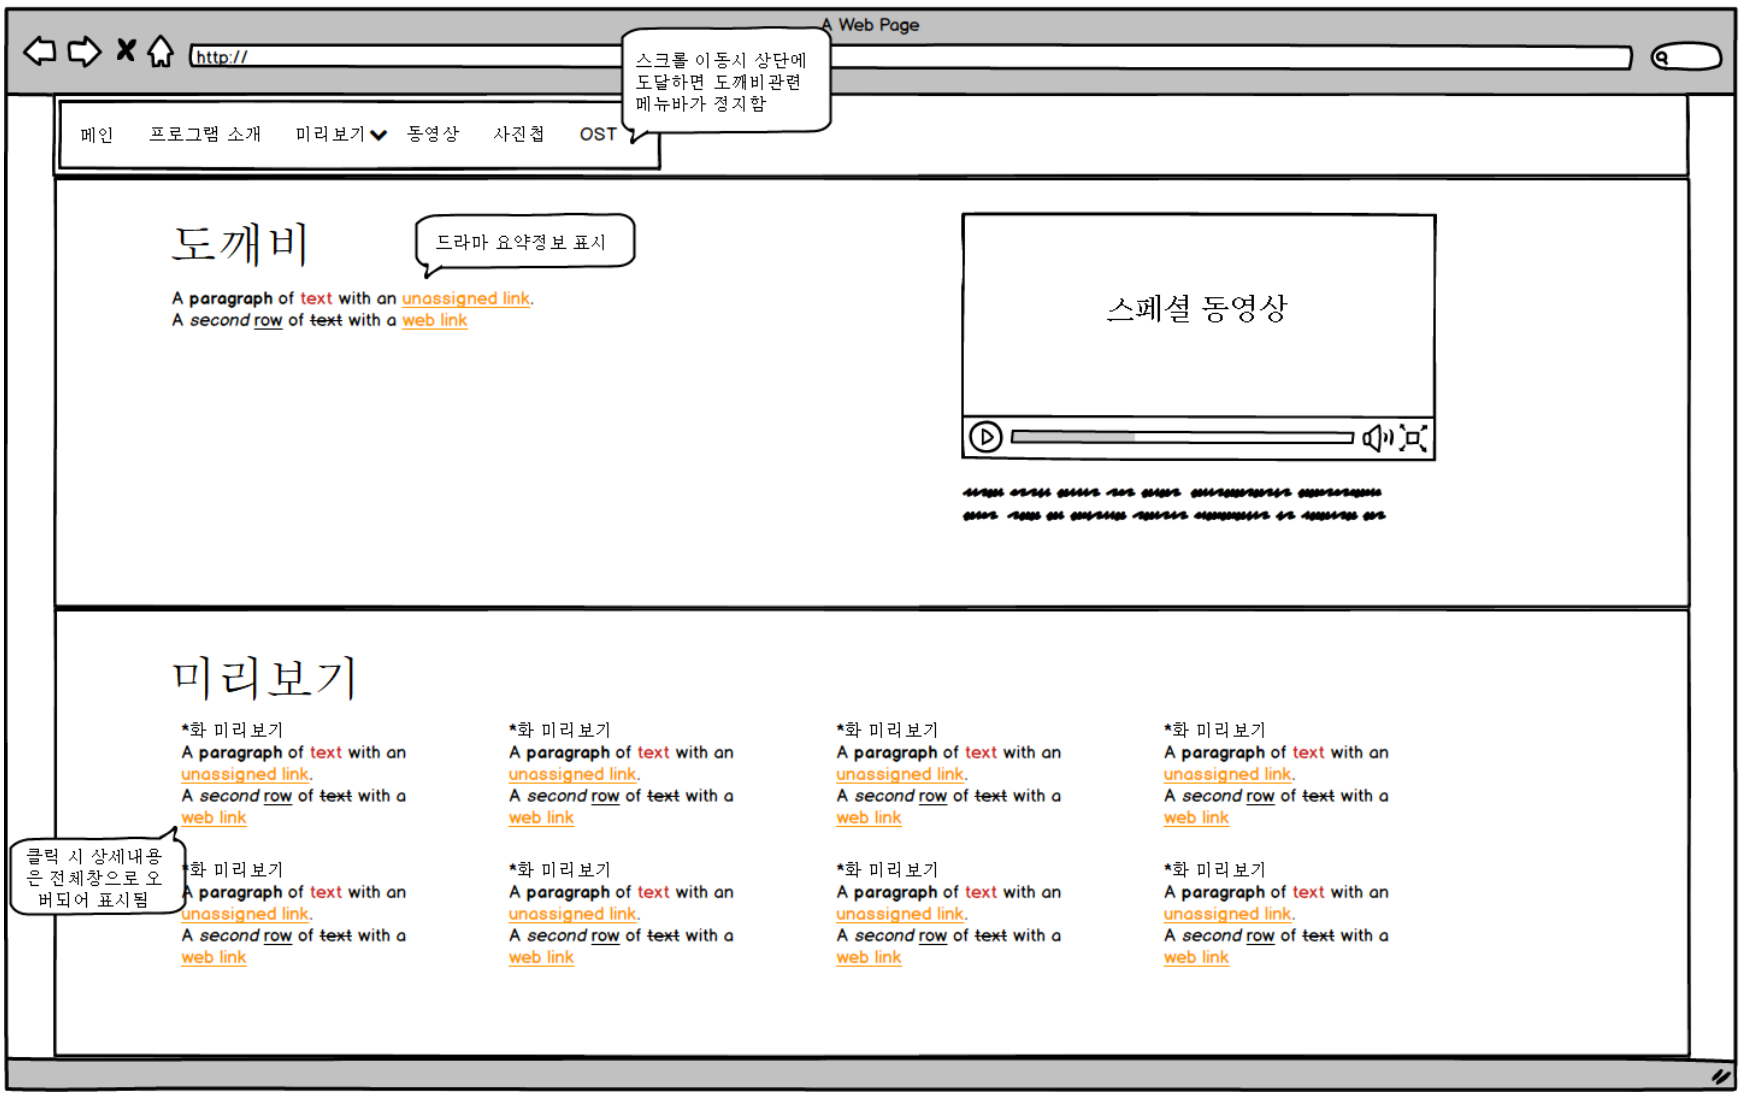 A Web Page
http://
스크롤 이동시 상단에
도달하면 도깨비관련
메뉴바가 정지함
메인 프로그램 소개 미리보기 동영상 사진첩 OST
도깨비
드라마 요약정보 표시
A paragraph of text with an unassigned link.
A second row of text with a web link
스페셜 동영상
미리보기
*화 미리보기 *화 미리보기 *화 미리보기 *화 미리보기
A paragraph of text with an A paragraph of text with an A paragraph of text with an A paragraph of text with an
unassigned link. unassigned link. unassigned link. unassigned link.
A second row of text with a A second row of text with a A second row of text with a A second row of text with a
web link web link web link web link
클릭 시 상세내용
은 전체창으로 오
버되어 표시됨
*화 미리보기 *화 미리보기 *화 미리보기 *화 미리보기
A paragraph of text with an A paragraph of text with an A paragraph of text with an A paragraph of text with an
unassigned link. unassigned link. unassigned link. unassigned link.
A second row of text with a A second row of text with a A second row of text with a A second row of text with a
web link web link web link web link